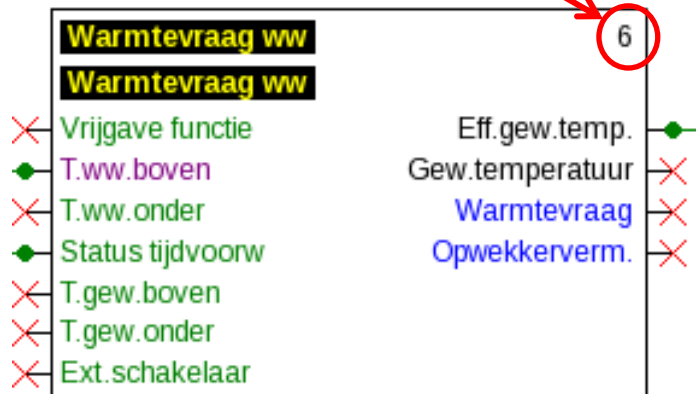 Warmtevraag ww 6
Warmtevraag ww
Vrijgave functie Eff.gew.temp.
T.ww.boven Gew.temperatuur
T.ww.onder Warmtevraag
Status tijdvoorw Opwekkerverm.
T.gew.boven
T.gew.onder
Ext.schakelaar